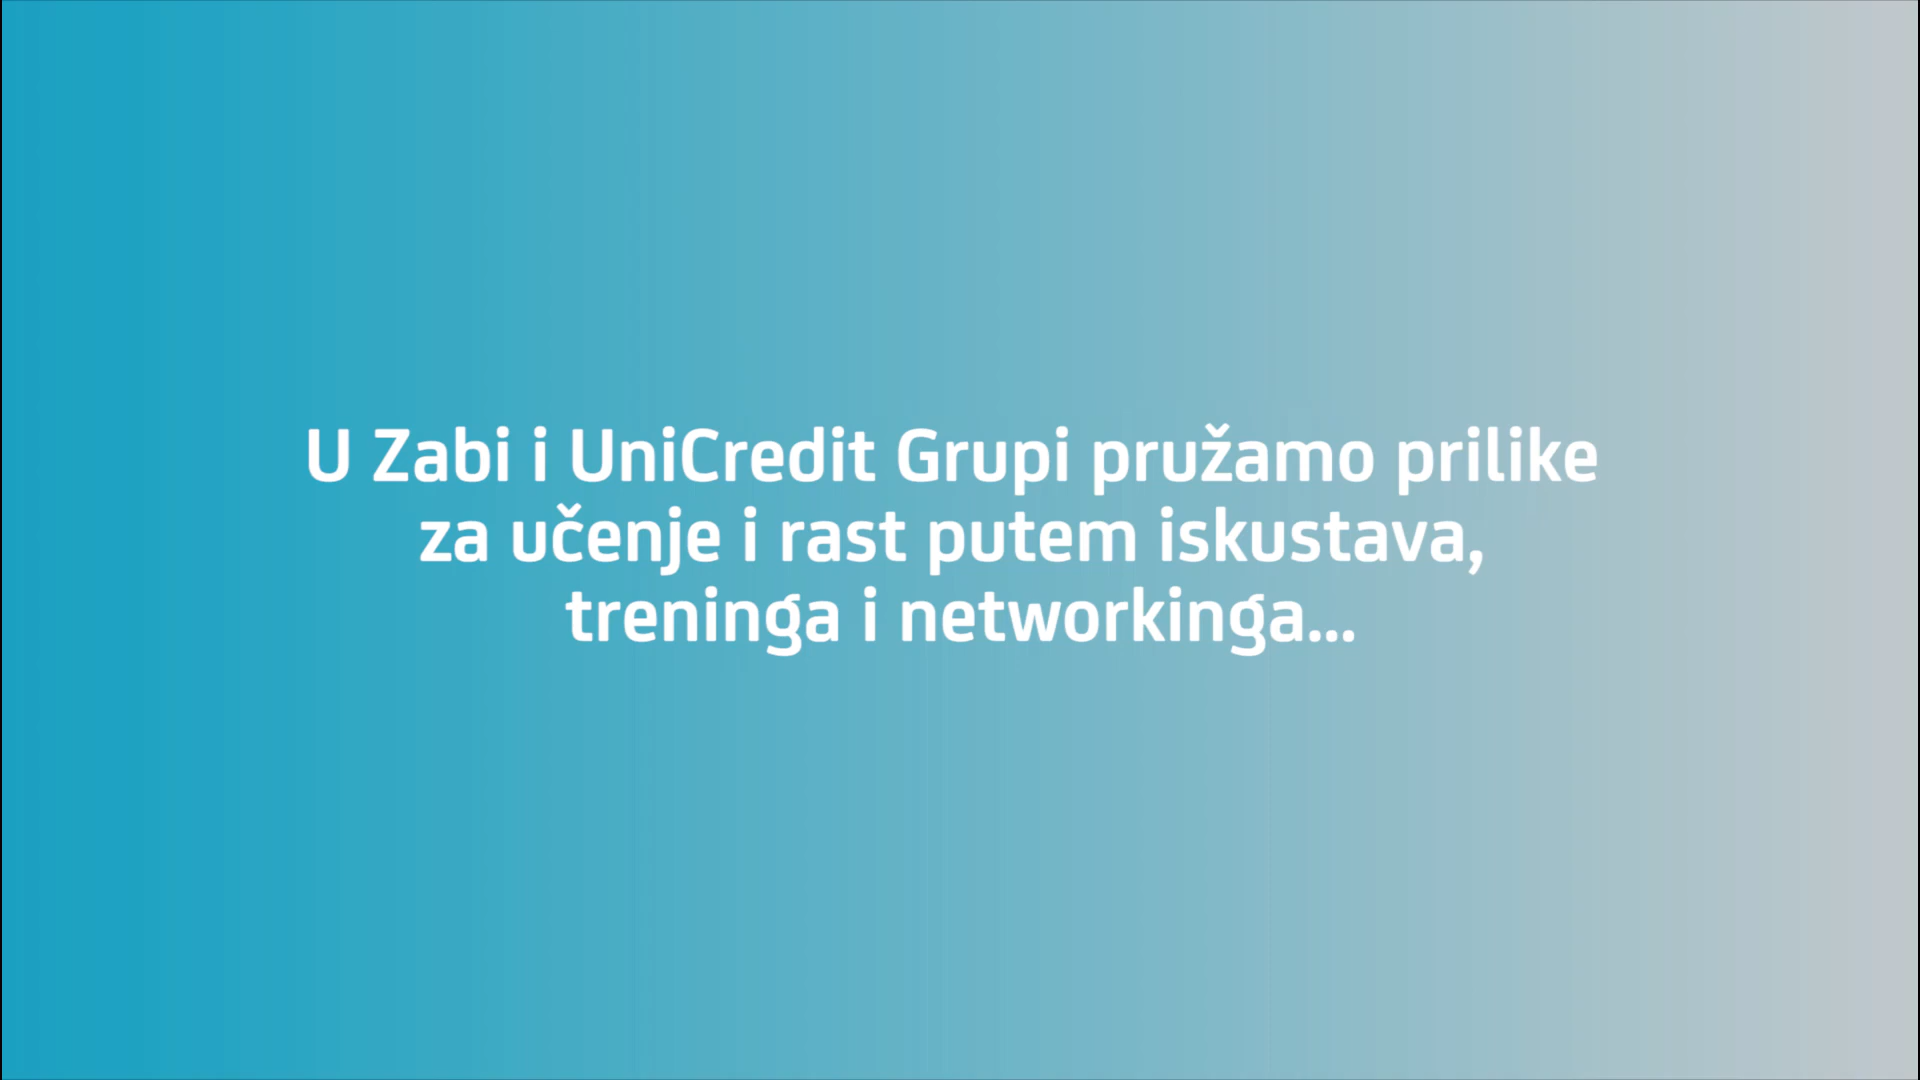 U Zabi i UniCredit Grupi pružamo prilike
za učenje i rast putem iskustava,
treninga i networkinga...